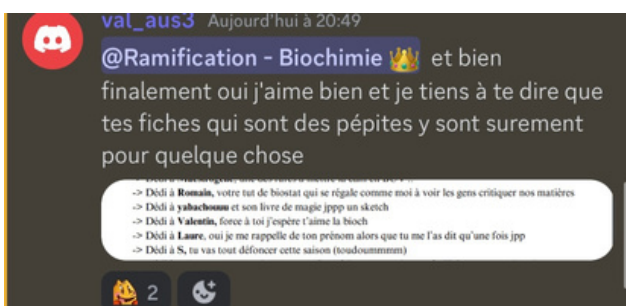 val_aus3 Aujourd'hui à 20:49
@Ramification - Biochimie 👑 et bien
finalement oui j'aime bien et je tiens à te dire que
tes fiches qui sont des pépites y sont surement
pour quelque chose
-> Dédi à Romain, votre tut de biostat qui se régale comme moi à voir les gens critiquer nos matières
-> Dédi à yabachouuu et son livre de magie jppp un sketch
-> Dédi à Valentin, force à toi j'espère t'aime la bioch
-> Dédi à Laure, oui je me rappelle de ton prénom alors que tu me l'as dit qu'une fois jpp
-> Dédi à S, tu vas tout défoncer cette saison (toudoummmm)
2